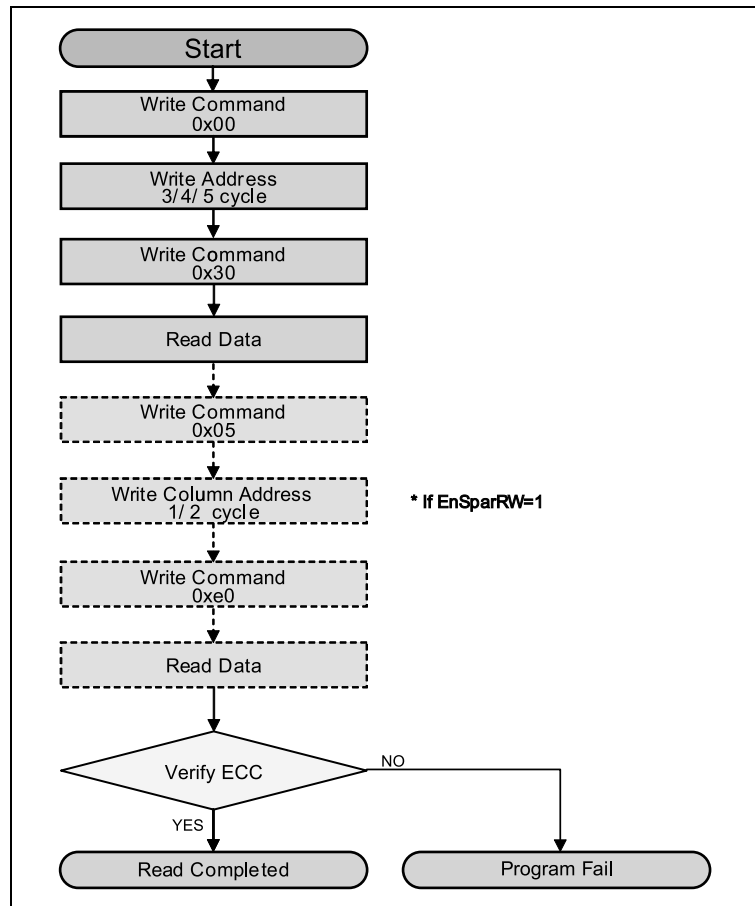 Start
Write Command
0x00
Write Address
3/4/5 cycle
Write Command
0x30
Read Data
Write Command
0x05
Write Column Address
1/2 cycle
* If EnSparRW=1
Write Command
0xe0
Read Data
Verify ECC
NO
YES
Read Completed
Program Fail